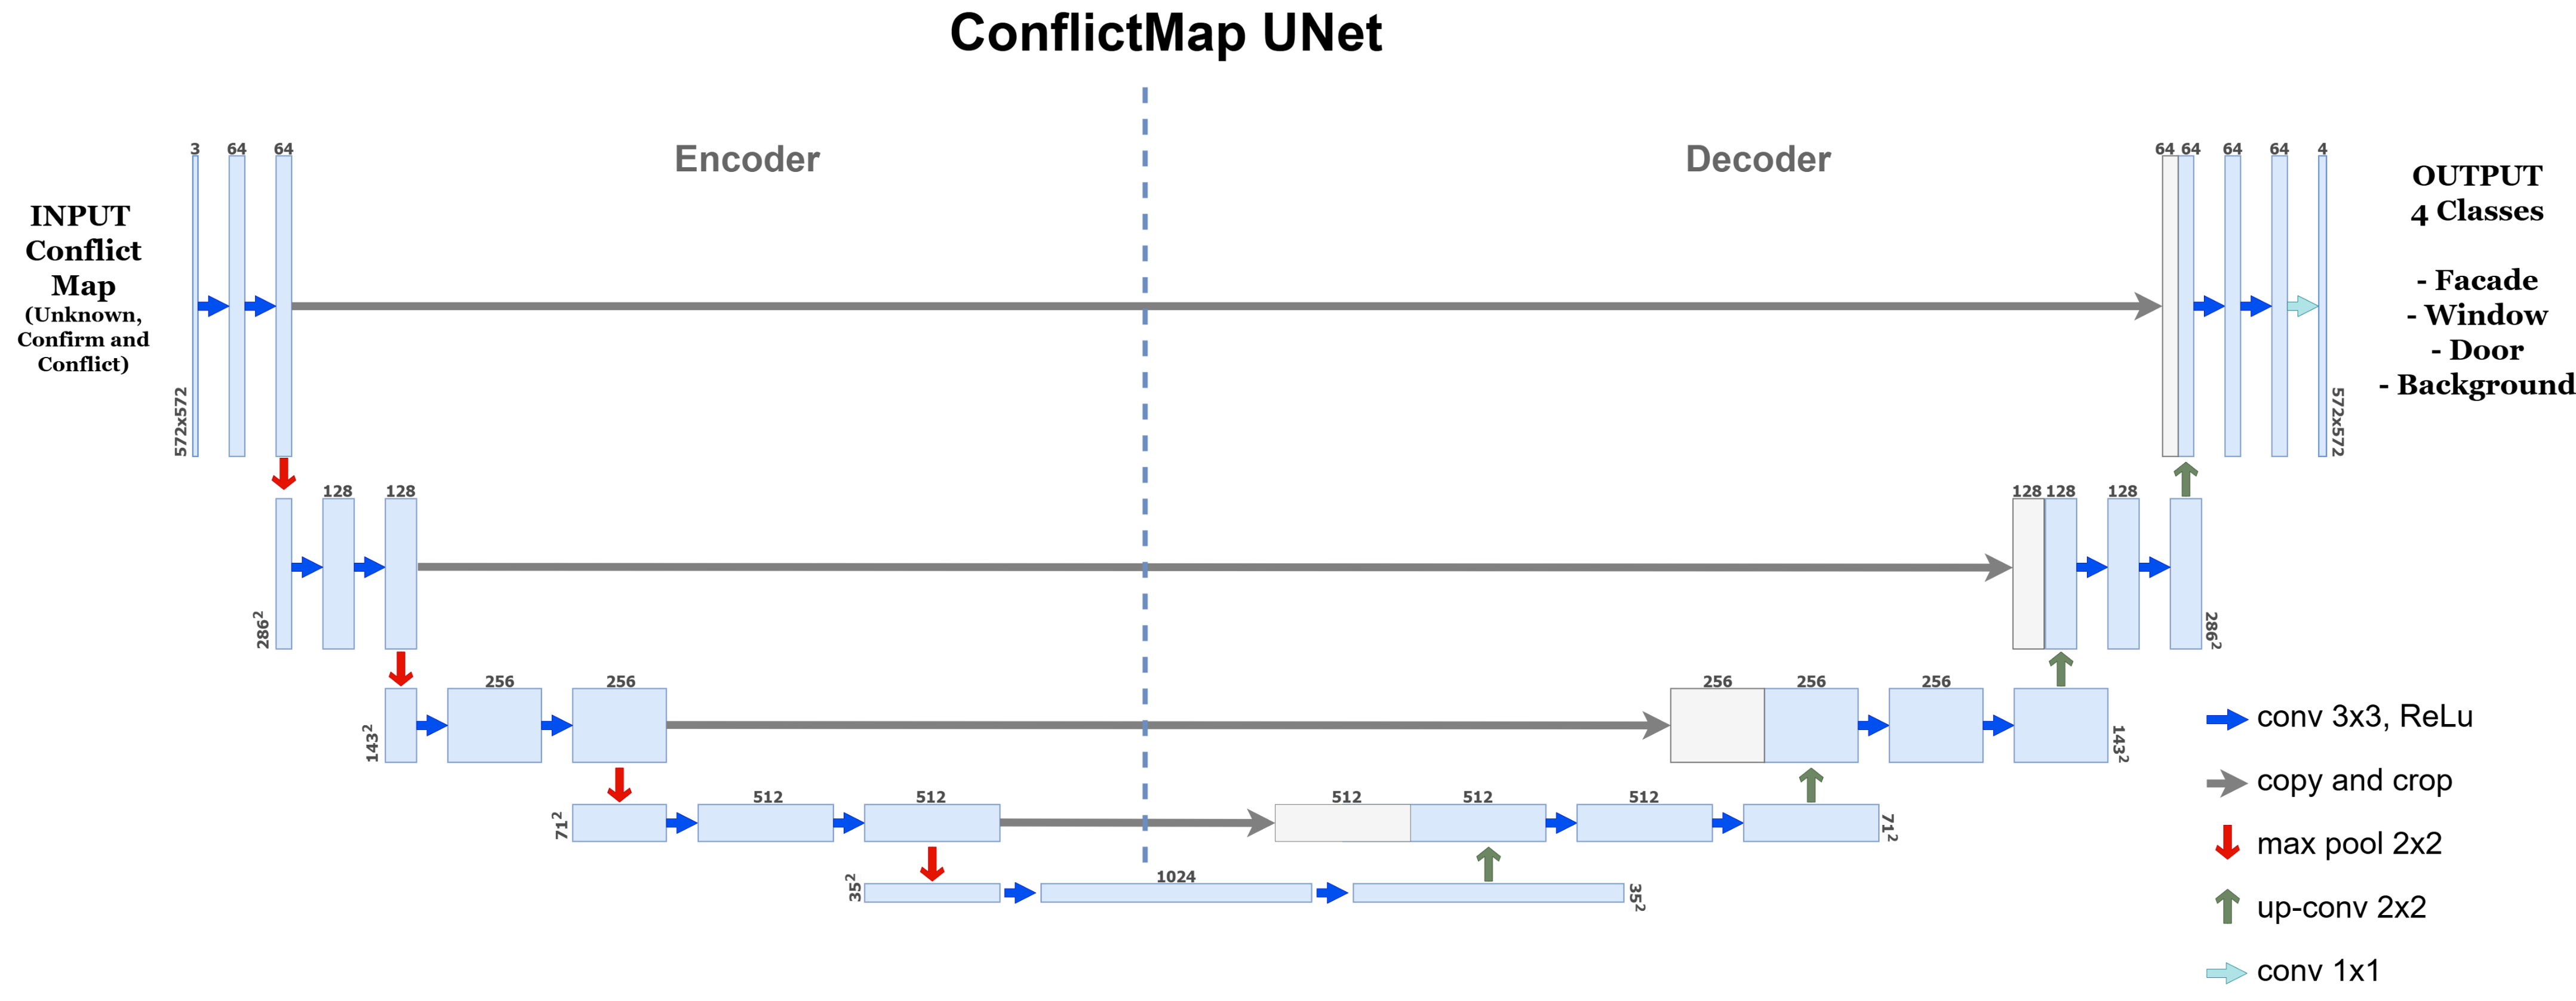 ConflictMap UNet
Encoder
Decoder
INPUT
Conflict
Map
(Unknown,
Confirm and
Conflict)
3
64
64
572x572
64
64
64
64
4
572x572
OUTPUT
4 Classes
- Facade
- Window
- Door
- Background
128
128
286²
128
128
128
286²
256
256
143²
256
256
256
143²
512
512
71²
512
512
512
71²
1024
35²
35²
conv 3x3, ReLu
copy and crop
max pool 2x2
up-conv 2x2
conv 1x1